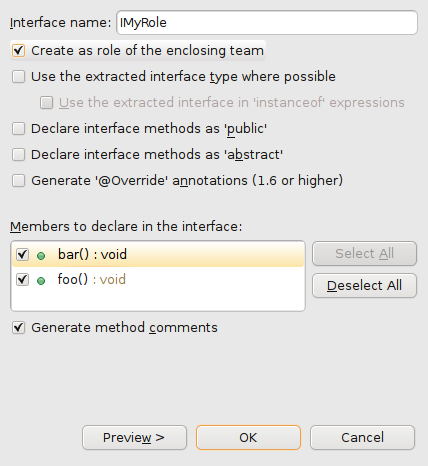 Interface name: IMyRole
Create as role of the enclosing team
Use the extracted interface type where possible
Use the extracted interface in 'instanceof' expressions
Declare interface methods as 'public'
Declare interface methods as 'abstract'
Generate '@Override' annotations (1.6 or higher)
Members to declare in the interface:
bar() : void
foo() : void
Select All
Deselect All
Generate method comments
Preview >
OK
Cancel